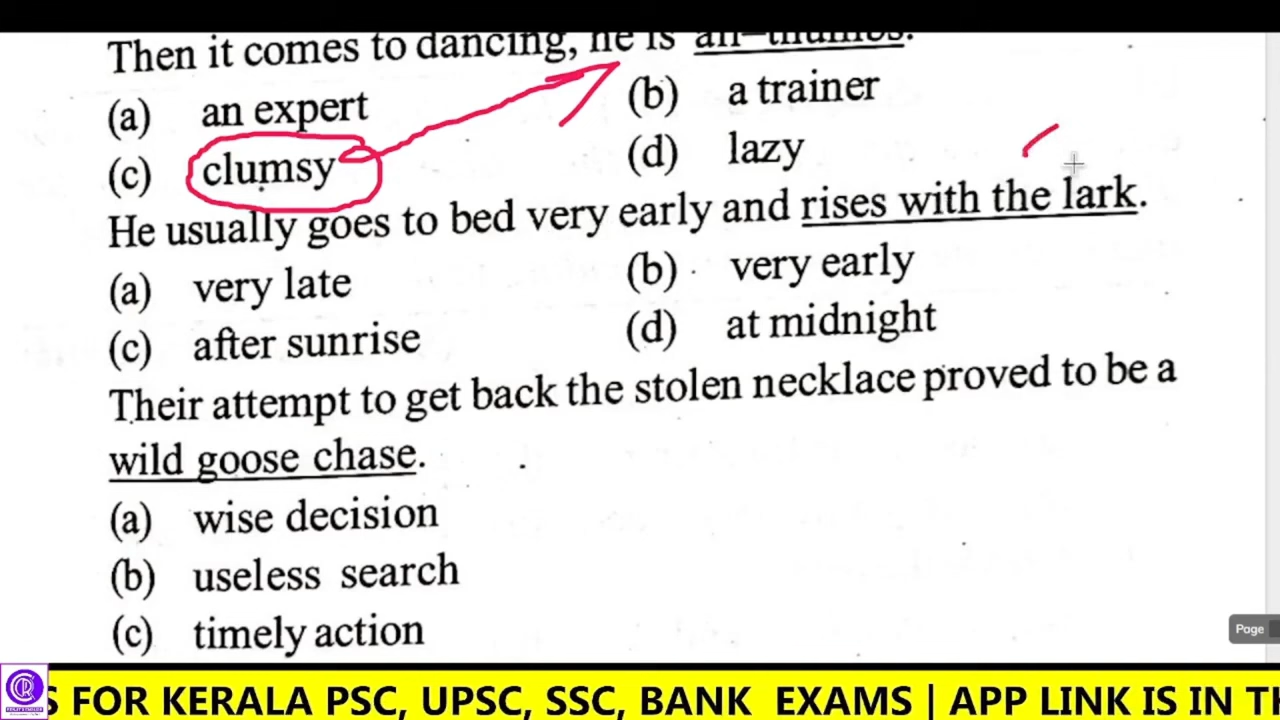 Then it comes to dancing, he is all-thumbs.
(a) an expert (b) a trainer
(c) clumsy (d) lazy
He usually goes to bed very early and rises with the lark.
(a) very late (b) very early
(c) after sunrise (d) at midnight
Their attempt to get back the stolen necklace proved to be a
wild goose chase.
(a) wise decision
(b) useless search
(c) timely action
Page
S FOR KERALA PSC, UPSC, SSC, BANK EXAMS | APP LINK IS IN TH